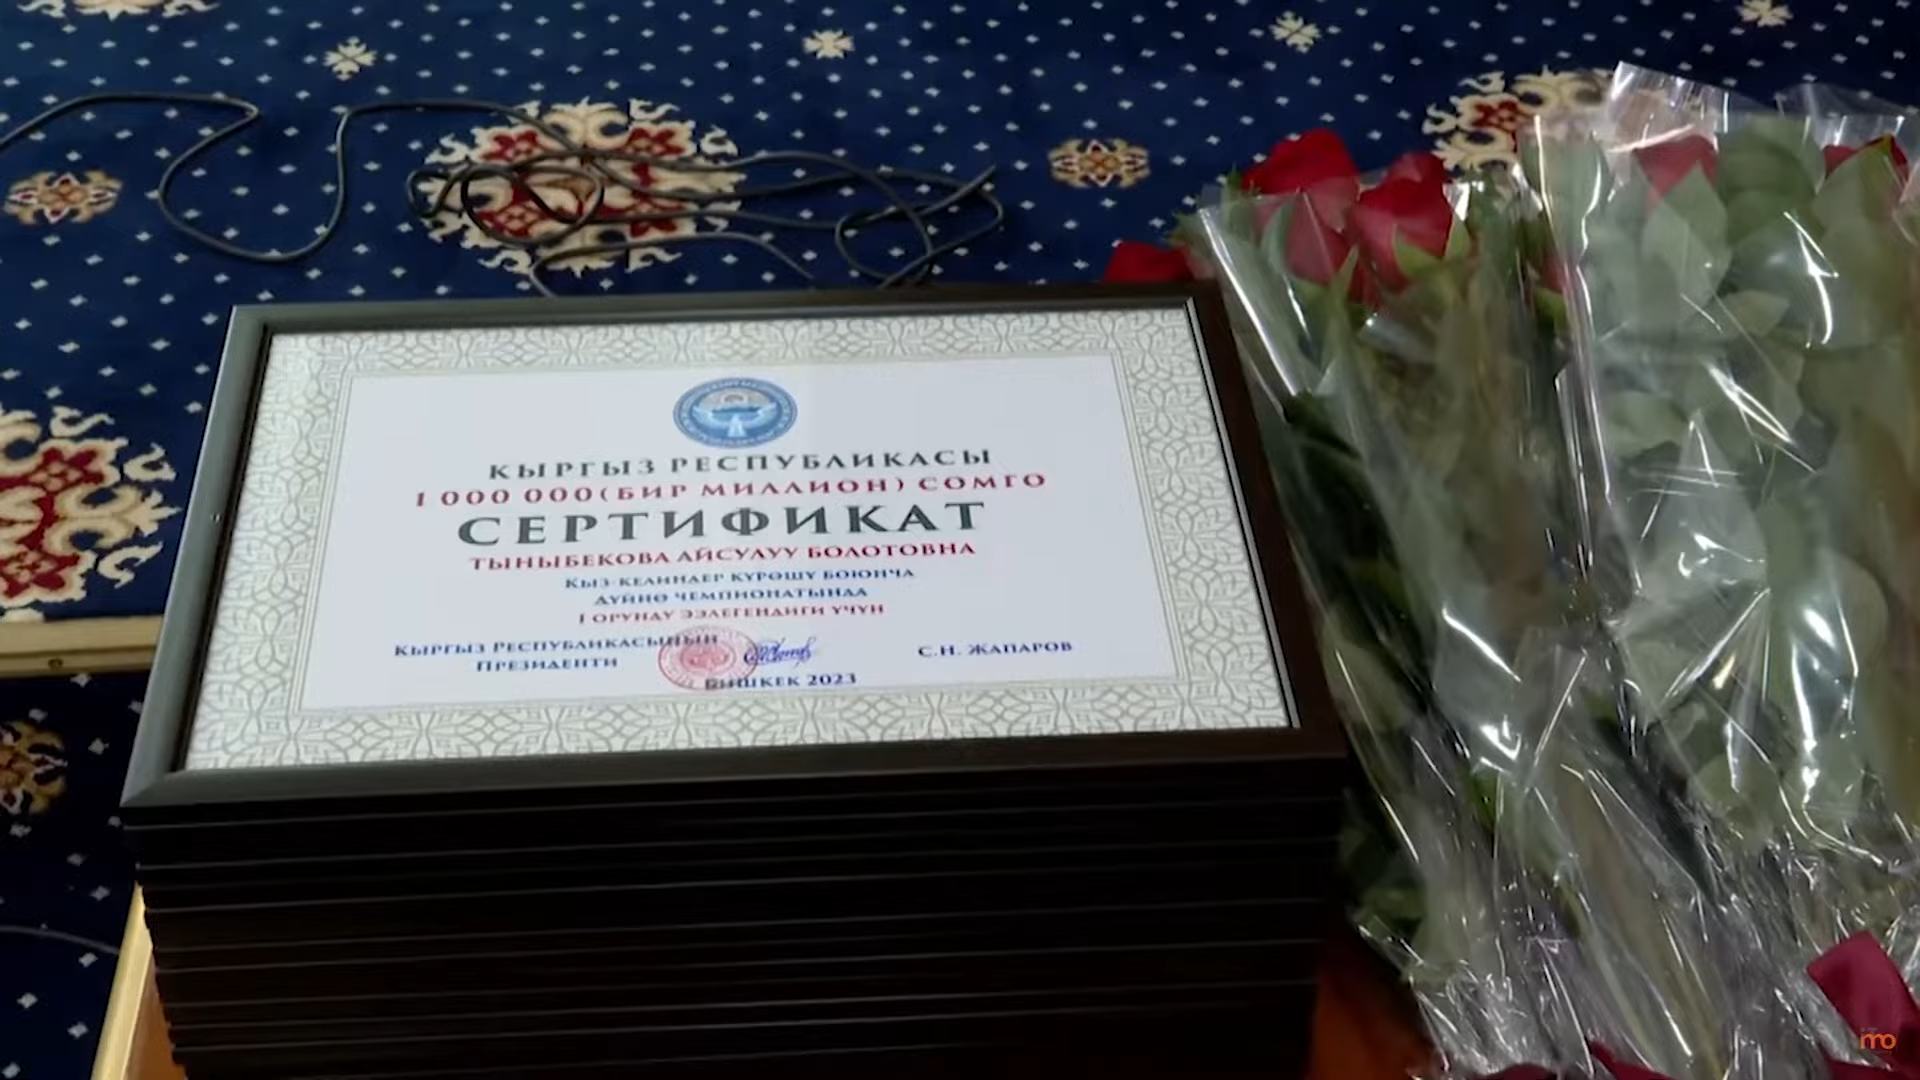 КЫРГЫЗ РЕСПУБЛИКАСЫ
1 000 000 (БИР МИЛЛИОН) СОМГО
СЕРТИФИКАТ
ТЫНЫБЕКОВА АЙСУЛУУ БОЛОТОВНА
КЫЗ-КЕЛИНДЕР КҮРӨШҮ БОЮНЧА
ДҮЙНӨ ЧЕМПИОНАТЫНДА
1 ОРУНДУ ЭЭЛЕГЕНДИГИ ҮЧҮН
КЫРГЫЗ РЕСПУБЛИКАСЫНЫН
ПРЕЗИДЕНТИ
С.Н. ЖАПАРОВ
БИШКЕК 2023